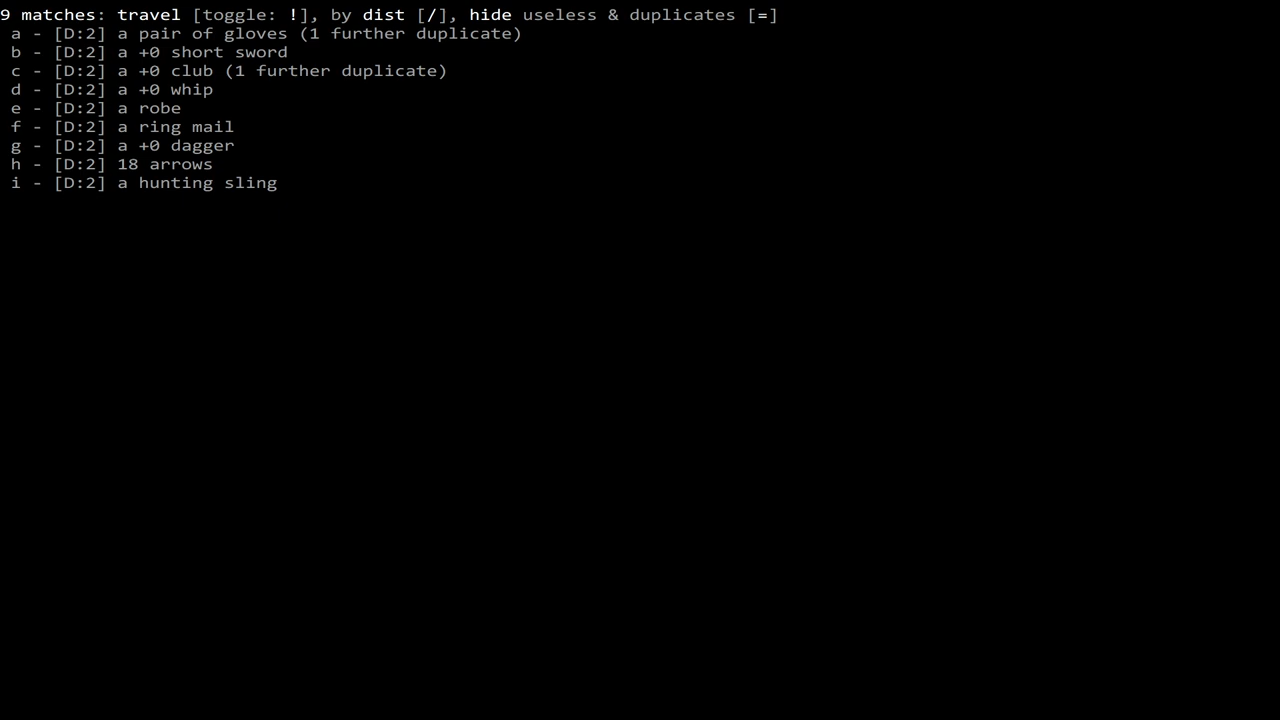 9 matches: travel [toggle: !], by dist [/], hide useless & duplicates [=]
a - [D:2] a pair of gloves (1 further duplicate)
b - [D:2] a +0 short sword
c - [D:2] a +0 club (1 further duplicate)
d - [D:2] a +0 whip
e - [D:2] a robe
f - [D:2] a ring mail
g - [D:2] a +0 dagger
h - [D:2] 18 arrows
i - [D:2] a hunting sling